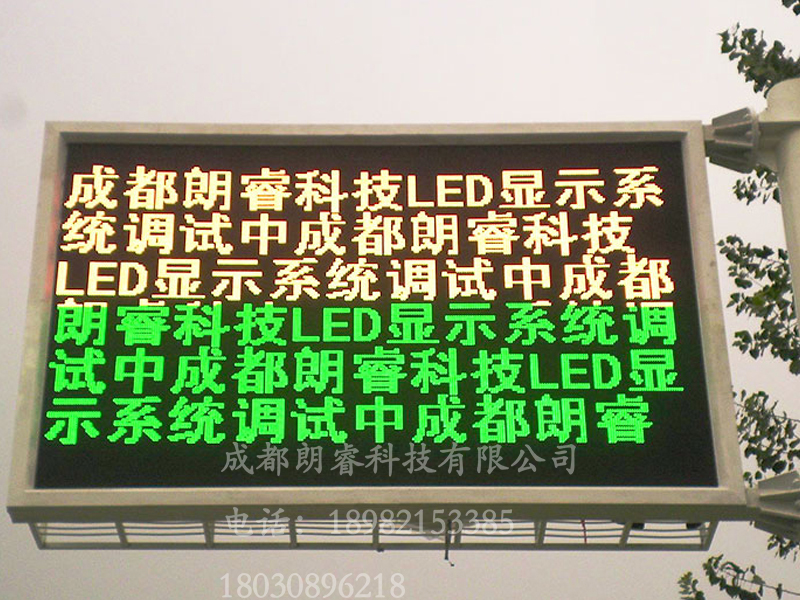 成都朗睿科技LED显示系
统调试中成都朗睿科技
LED显示系统调试中成都
朗睿科技LED显示系统调
试中成都朗睿科技LED显
示系统调试中成都朗睿
成都朗睿科技有限公司
电话：18982153385
18030896218